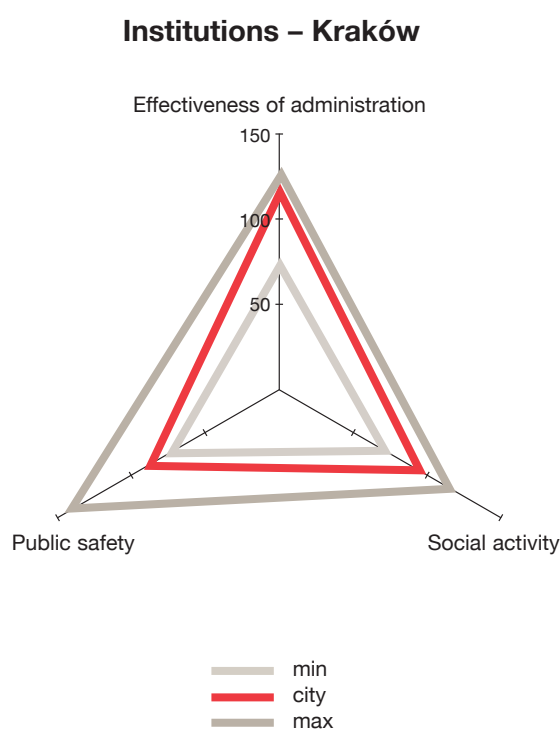 Institutions – Kraków
Effectiveness of administration
150
100
50
Public safety
Social activity
min
city
max